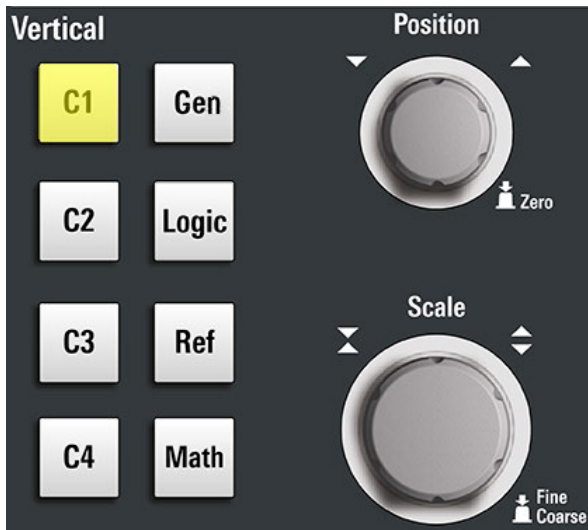 Vertical
Position
C1
Gen
Zero
C2
Logic
Scale
C3
Ref
C4
Math
Fine
Coarse